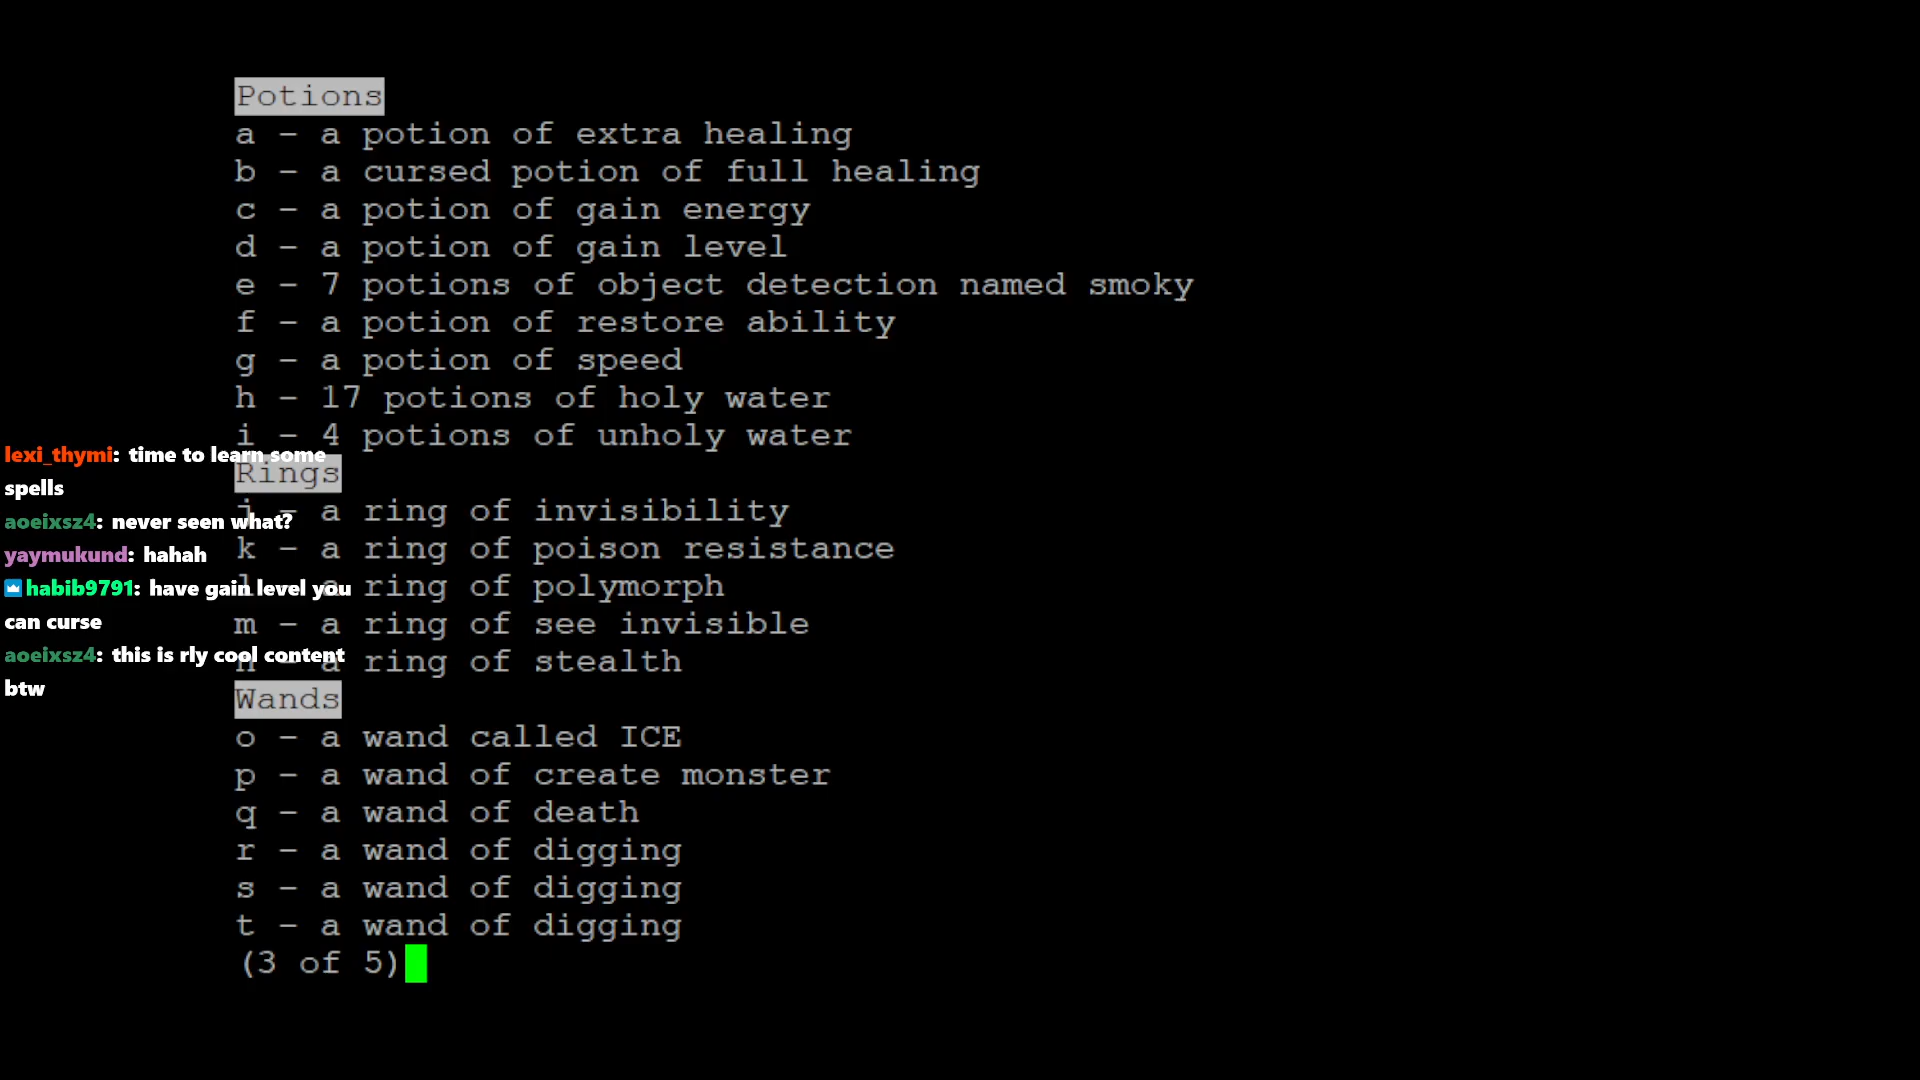 Potions
a - a potion of extra healing
b - a cursed potion of full healing
c - a potion of gain energy
d - a potion of gain level
e - 7 potions of object detection named smoky
f - a potion of restore ability
g - a potion of speed
h - 17 potions of holy water
i - 4 potions of unholy water
Rings
j - a ring of invisibility
k - a ring of poison resistance
l - a ring of polymorph
m - a ring of see invisible
n - a ring of stealth
Wands
o - a wand called ICE
p - a wand of create monster
q - a wand of death
r - a wand of digging
s - a wand of digging
t - a wand of digging
(3 of 5)
lexi_thymi: time to learn some
spells
aoeixsz4: never seen what?
yaymukund: hahah
habib9791: have gain level you
can curse
aoeixsz4: this is rly cool content
btw